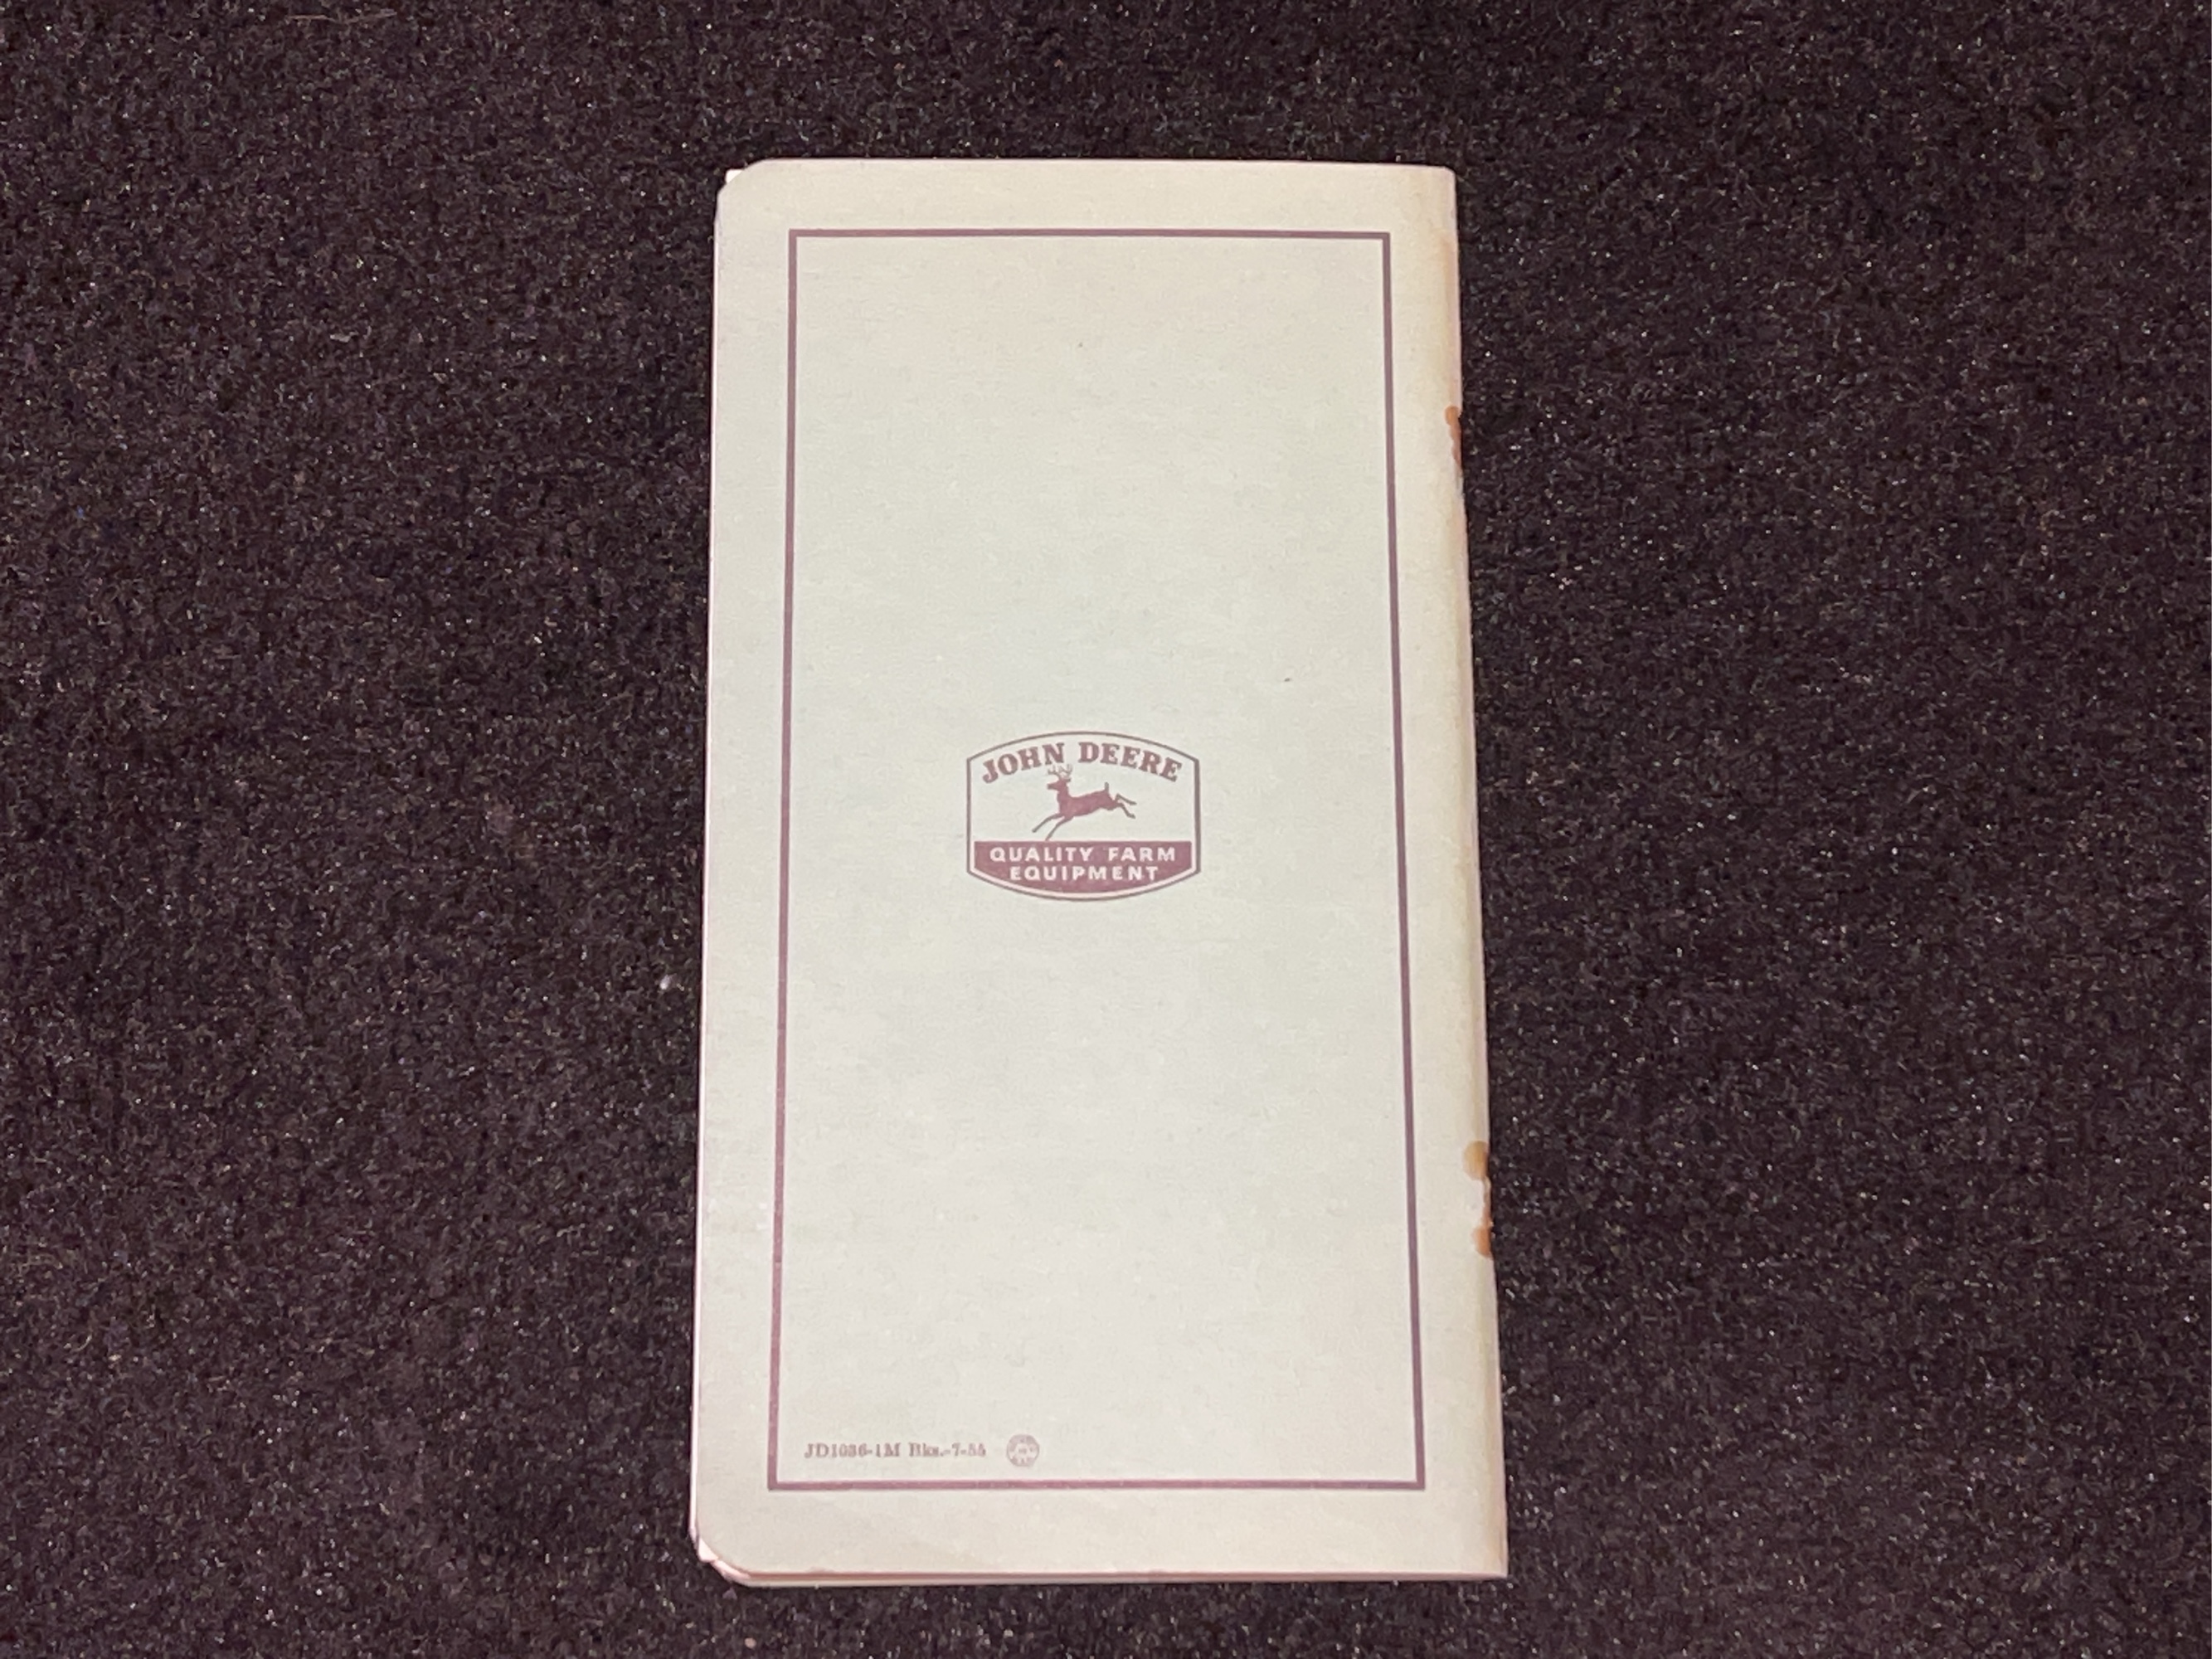 JOHN DEERE
QUALITY FARM
EQUIPMENT
JD1036-1M Bks.-7-55